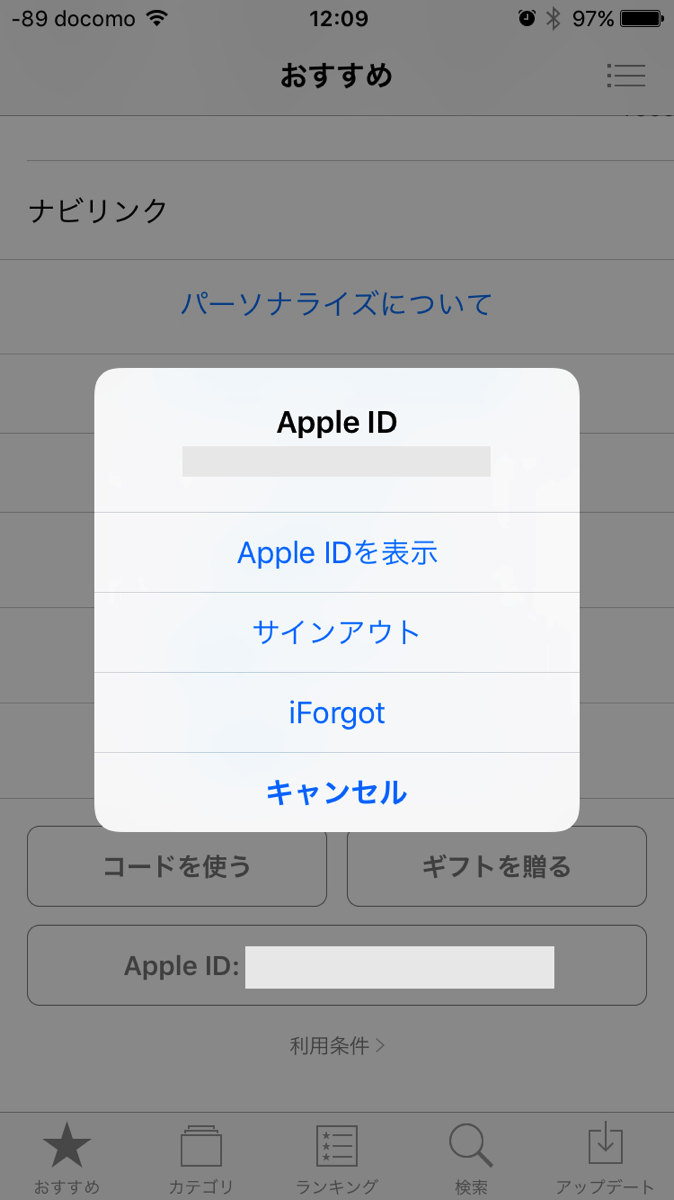 -89 docomo 12:09 97%
おすすめ
ナビリンク
パーソナライズについて
Apple ID
Apple IDを表示
サインアウト
iForgot
キャンセル
コードを使う ギフトを贈る
Apple ID:
利用条件 >
おすすめ カテゴリ ランキング 検索 アップデート